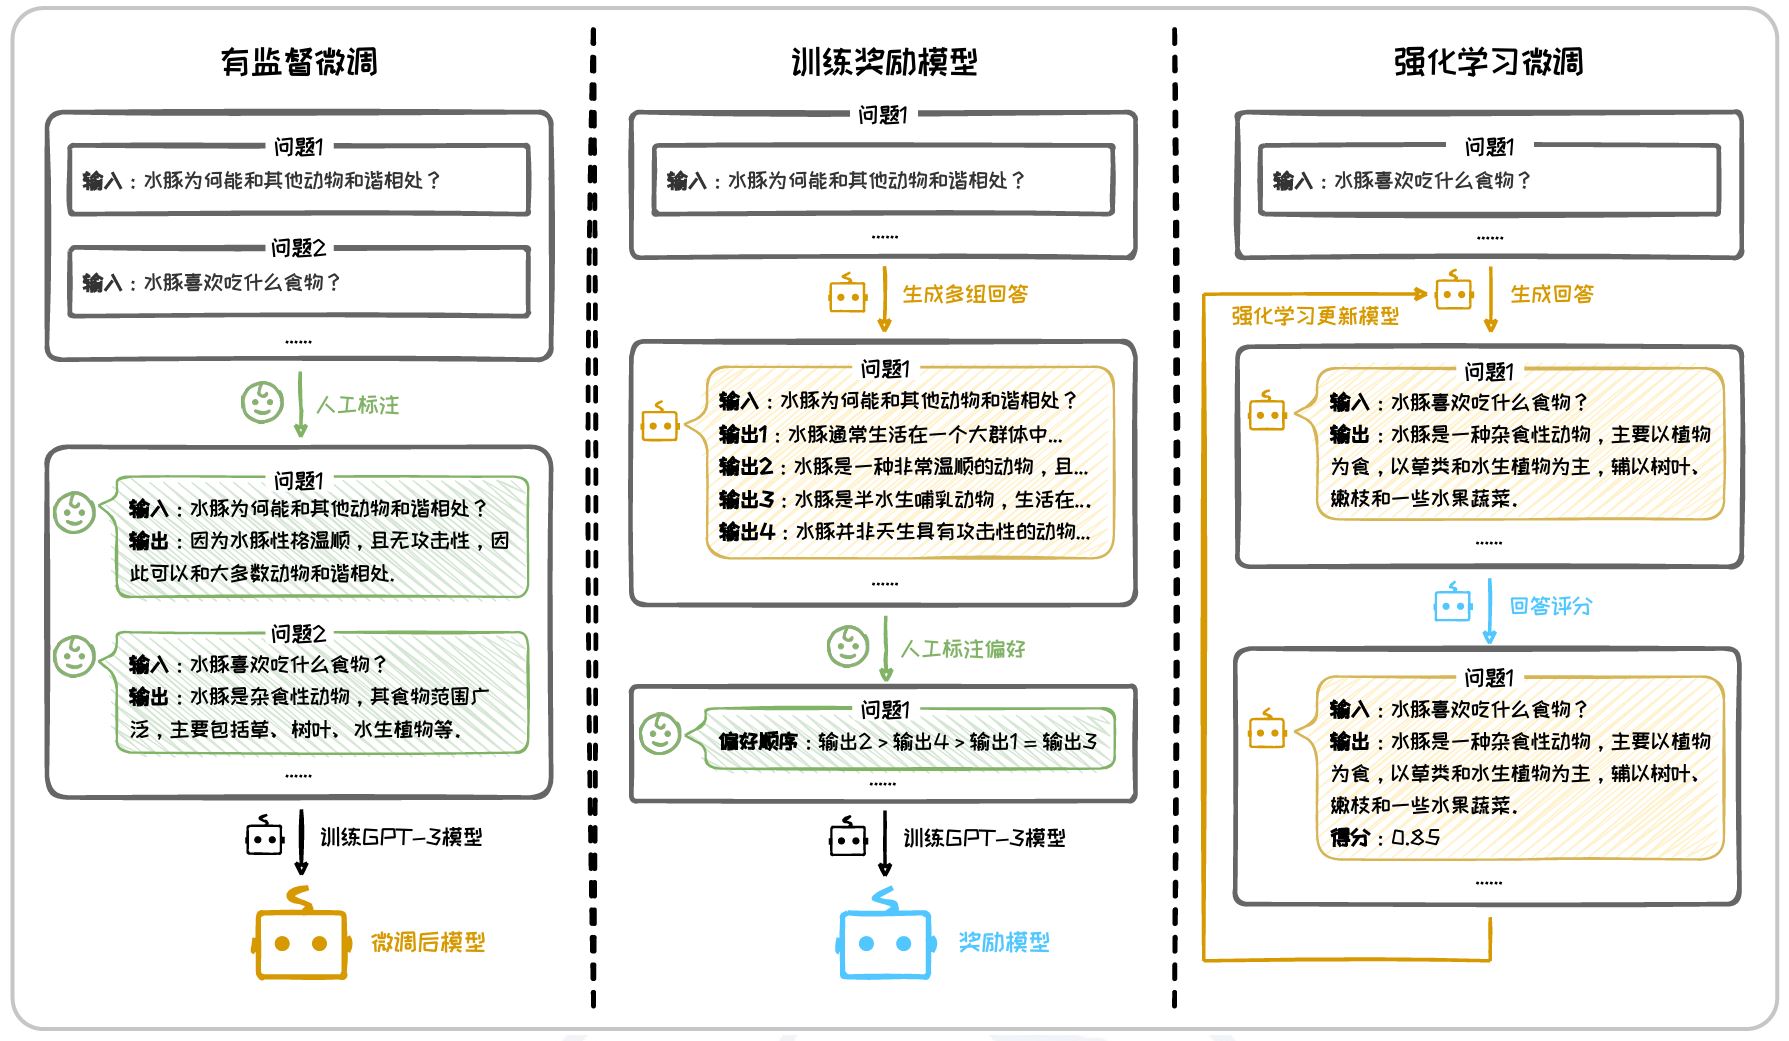 有监督微调
问题1
输入：水豚为何能和其他动物和谐相处？
问题2
输入：水豚喜欢吃什么食物？
……
人工标注
问题1
输入：水豚为何能和其他动物和谐相处？
输出：因为水豚性格温顺，且无攻击性，因
此可以和大多数动物和谐相处.
问题2
输入：水豚喜欢吃什么食物？
输出：水豚是杂食性动物，其食物范围广
泛，主要包括草、树叶、水生植物等.
……
训练GPT-3模型
微调后模型
训练奖励模型
问题1
输入：水豚为何能和其他动物和谐相处？
……
生成多组回答
问题1
输入：水豚为何能和其他动物和谐相处？
输出1：水豚通常生活在一个大群体中...
输出2：水豚是一种非常温顺的动物，且...
输出3：水豚是半水生哺乳动物，生活在...
输出4：水豚并非天生具有攻击性的动物...
……
人工标注偏好
问题1
偏好顺序：输出2 > 输出4 > 输出1 = 输出3
……
训练GPT-3模型
奖励模型
强化学习微调
问题1
输入：水豚喜欢吃什么食物？
……
生成回答
强化学习更新模型
问题1
输入：水豚喜欢吃什么食物？
输出：水豚是一种杂食性动物，主要以植物
为食，以草类和水生植物为主，辅以树叶、
嫩枝和一些水果蔬菜.
……
回答评分
问题1
输入：水豚喜欢吃什么食物？
输出：水豚是一种杂食性动物，主要以植物
为食，以草类和水生植物为主，辅以树叶、
嫩枝和一些水果蔬菜.
得分：0.85
……